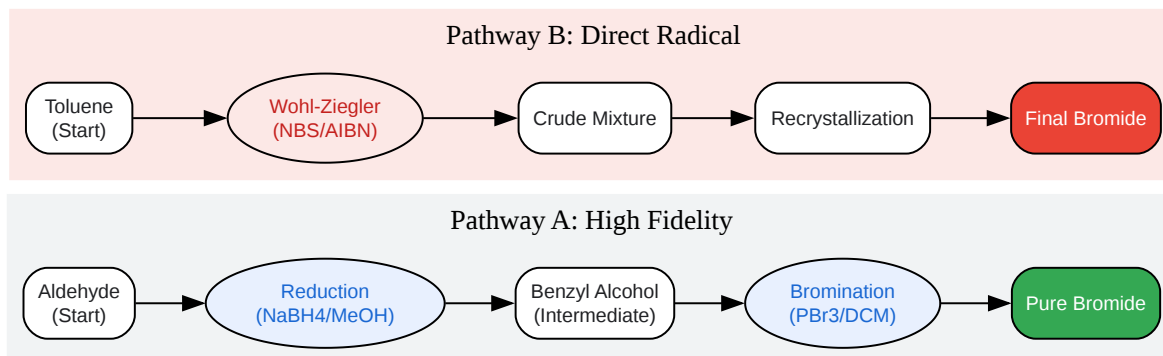 Pathway B: Direct Radical
Toluene
(Start)
Wohl-Ziegler
(NBS/AIBN)
Crude Mixture
Recrystallization
Final Bromide
Pathway A: High Fidelity
Aldehyde
(Start)
Reduction
(NaBH4/MeOH)
Benzyl Alcohol
(Intermediate)
Bromination
(PBr3/DCM)
Pure Bromide